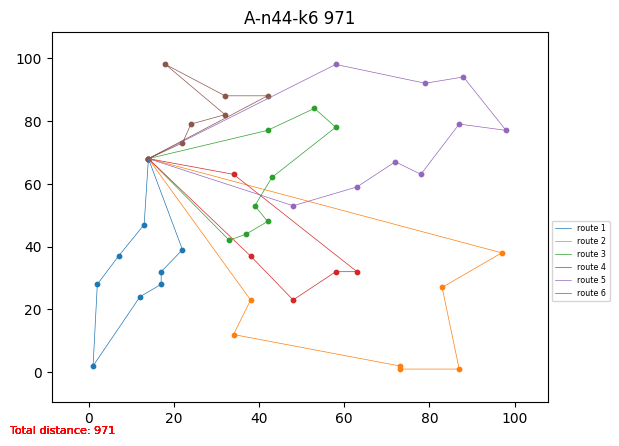 A-n44-k6 971
100
80
60
40
20
0
route 1
route 2
route 3
route 4
route 5
route 6
0 20 40 60 80 100
Total distance: 971